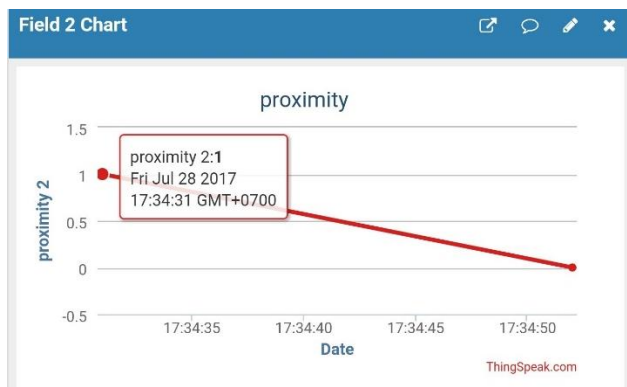 Field 2 Chart
proximity
1.5
1
0.5
0
-0.5
proximity 2
proximity 2:1
Fri Jul 28 2017
17:34:31 GMT+0700
17:34:35
17:34:40
17:34:45
17:34:50
Date
ThingSpeak.com